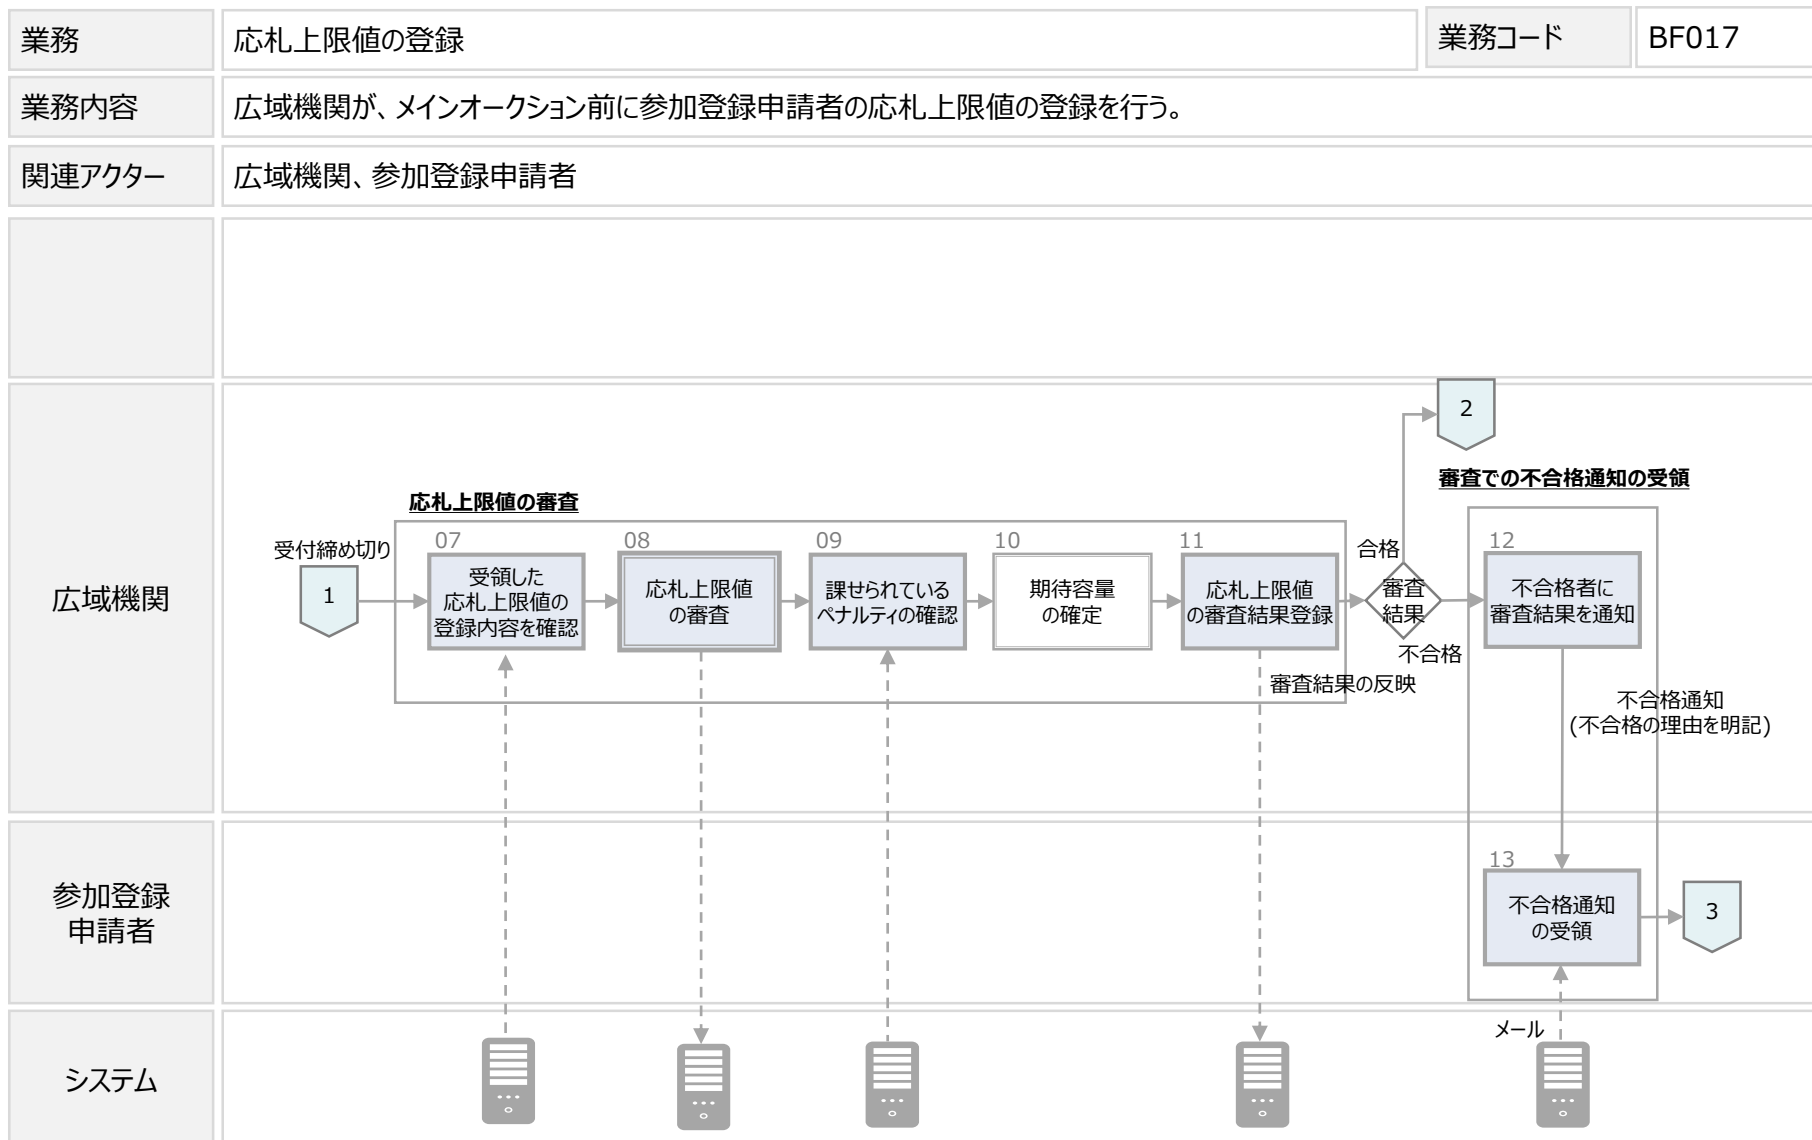 業務
応札上限値の登録
業務コード
BF017
業務内容
広域機関が、メインオークション前に参加登録申請者の応札上限値の登録を行う。
関連アクター
広域機関、参加登録申請者
広域機関
2
審査での不合格通知の受領
応札上限値の審査
受付締め切り
1
07
受領した
応札上限値の
登録内容を確認
08
応札上限値
の審査
09
課せられている
ペナルティの確認
10
期待容量
の確定
11
応札上限値
の審査結果登録
合格
審査
結果
不合格
12
不合格者に
審査結果を通知
審査結果の反映
不合格通知
(不合格の理由を明記)
参加登録
申請者
13
不合格通知
の受領
3
システム
メール